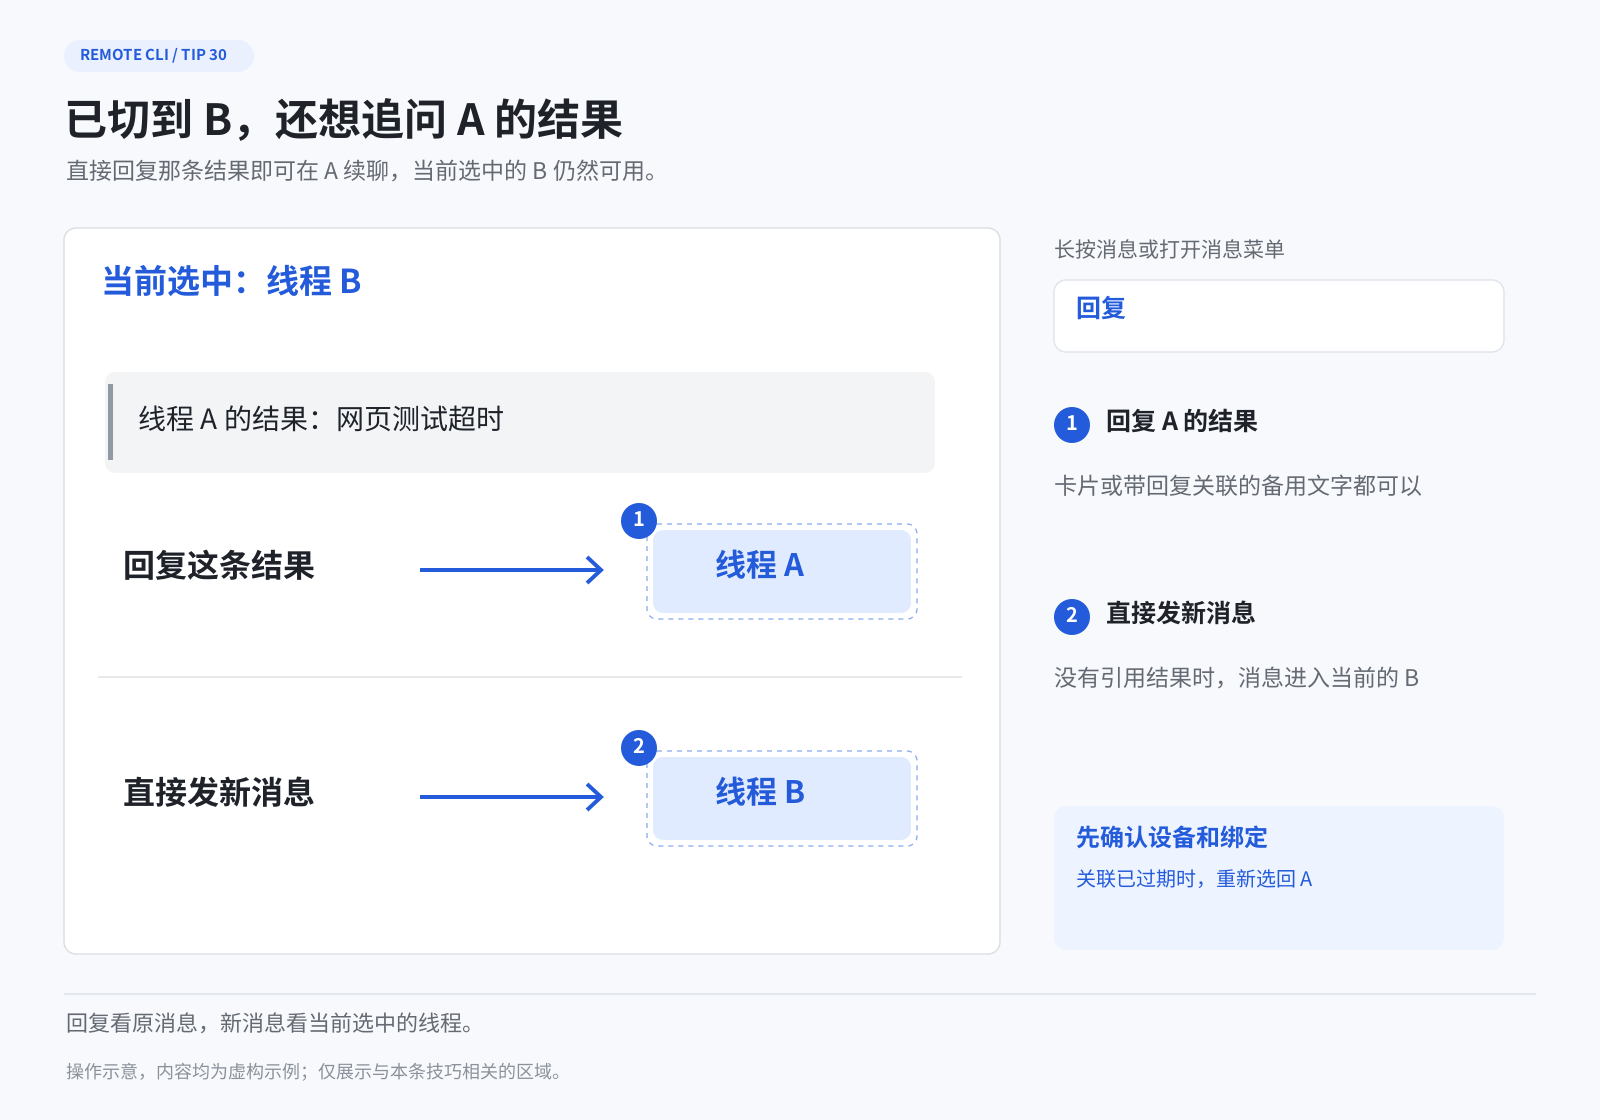 REMOTE CLI / TIP 30
已切到 B，还想追问 A 的结果
直接回复那条结果即可在 A 续聊，当前选中的 B 仍然可用。
当前选中：线程 B
线程 A 的结果：网页测试超时
回复这条结果
1
线程 A
直接发新消息
2
线程 B
长按消息或打开消息菜单
回复
1 回复 A 的结果
卡片或带回复关联的备用文字都可以
2 直接发新消息
没有引用结果时，消息进入当前的 B
先确认设备和绑定
关联已过期时，重新选回 A
回复看原消息，新消息看当前选中的线程。
操作示意，内容均为虚构示例；仅展示与本条技巧相关的区域。